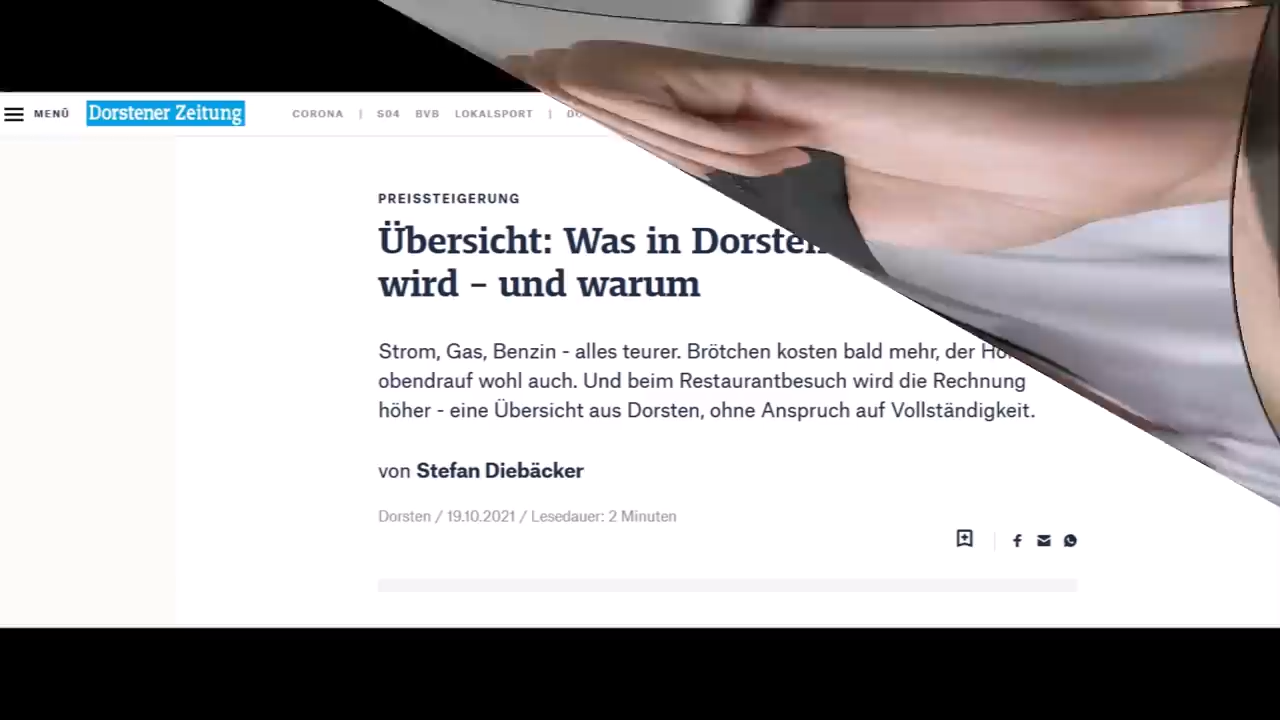 MENÜ Dorstener Zeitung CORONA | S04 BVB LOKALSPORT |
PREISSTEIGERUNG
Übersicht: Was in Dorsten
wird – und warum
Strom, Gas, Benzin - alles teurer. Brötchen kosten bald mehr, der
obendrauf wohl auch. Und beim Restaurantbesuch wird die Rechnung
höher - eine Übersicht aus Dorsten, ohne Anspruch auf Vollständigkeit.
von Stefan Diebäcker
Dorsten / 19.10.2021 / Lesedauer: 2 Minuten